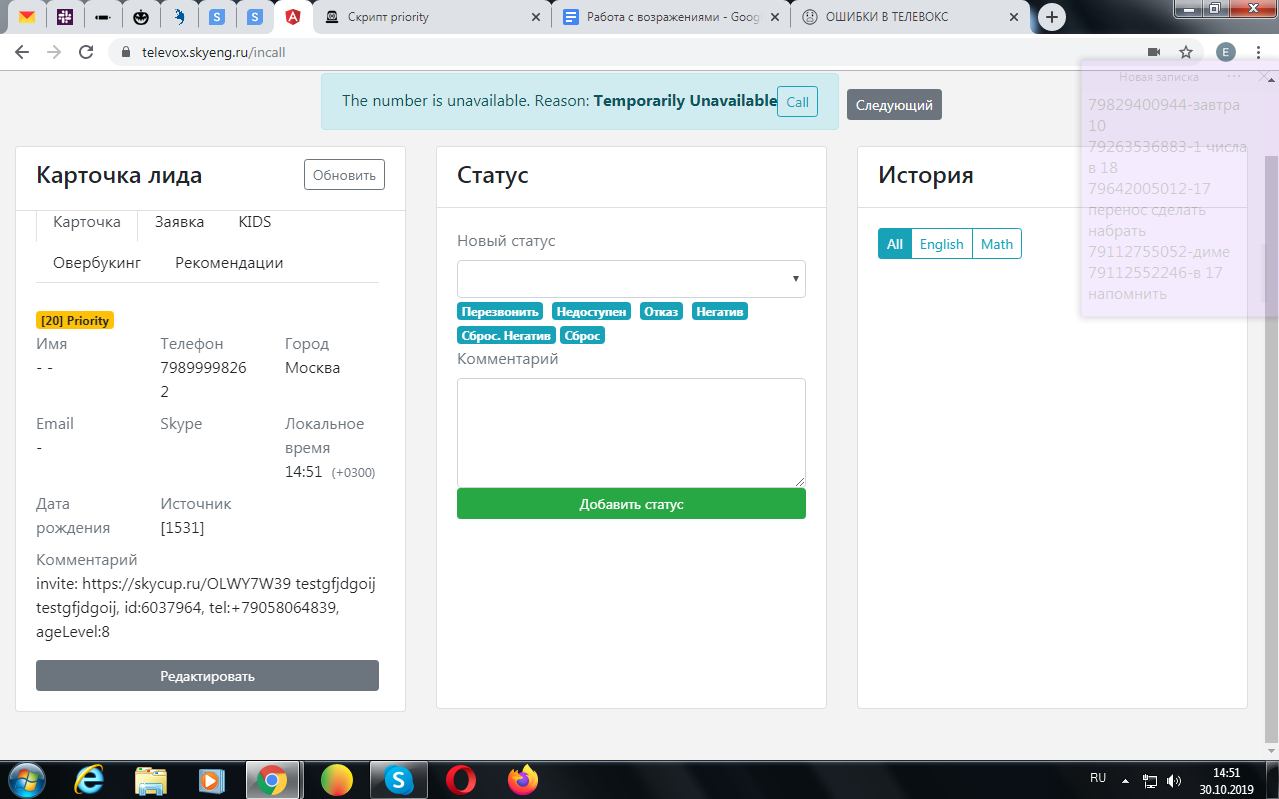 Скрипт priority
Работа с возражениями - Goog
ОШИБКИ В ТЕЛЕВОКС
televox.skyeng.ru/incall
E
The number is unavailable. Reason: Temporarily Unavailable
Call
Следующий
Новая записка
79829400944-завтра
10
79263536883-1 числа
в 18
79642005012-17
перенос сделать
набрать
79112755052-диме
79112552246-в 17
напомнить
Карточка лида
Обновить
Карточка
Заявка
KIDS
Овербукинг
Рекомендации
[20] Priority
Имя
Телефон
Город
- -
7989999826
2
Москва
Email
Skype
Локальное
время
-
14:51 (+0300)
Дата
рождения
Источник
[1531]
Комментарий
invite: https://skycup.ru/OLWY7W39 testgfjdgoij
testgfjdgoij, id:6037964, tel:+79058064839,
ageLevel:8
Редактировать
Статус
Новый статус
Перезвонить
Недоступен
Отказ
Негатив
Сброс. Негатив
Сброс
Комментарий
Добавить статус
История
All
English
Math
RU
14:51
30.10.2019